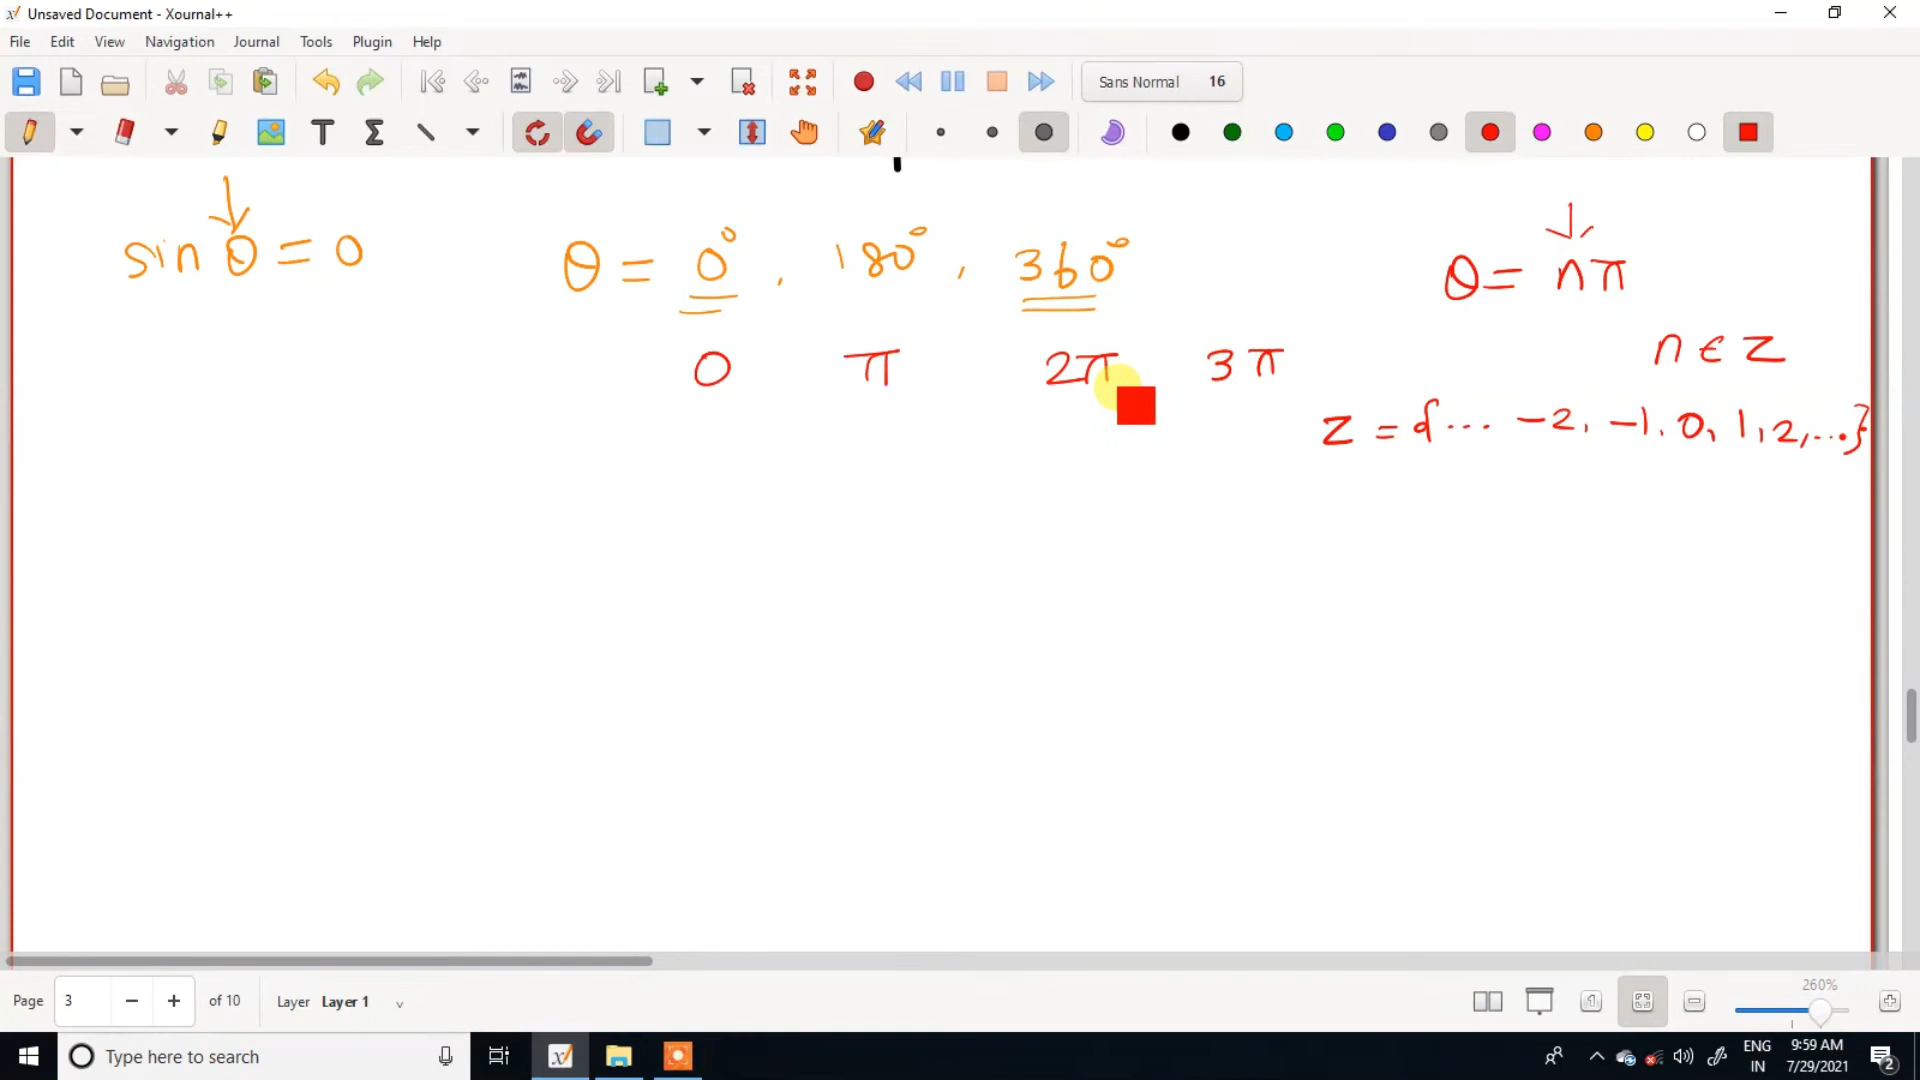 Unsaved Document - Xournal++
File Edit View Navigation Journal Tools Plugin Help
Sans Normal 16
sin θ = 0
θ = 0°, 180°, 360°
θ = nπ
0 π 2π 3π
n ∈ Z
Z = {... -2, -1, 0, 1, 2, ...}
Page 3 of 10 Layer Layer 1
260%
Type here to search
ENG
IN
9:59 AM
7/29/2021
2